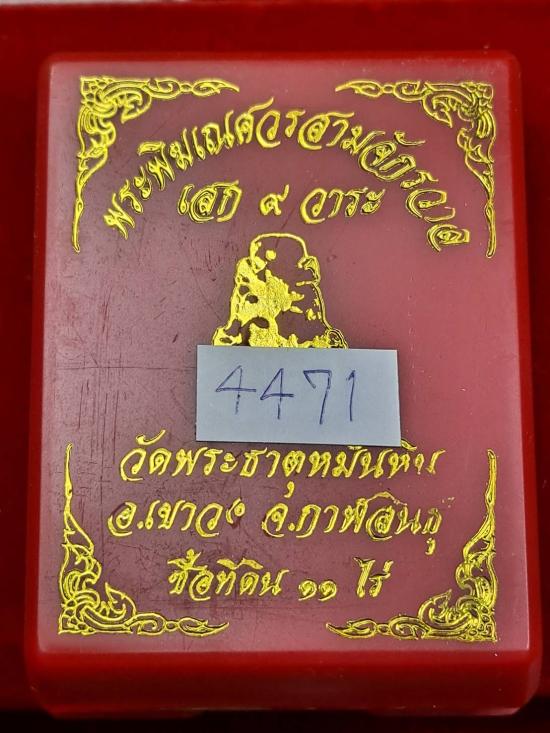 พระพิฆเณศวรสามจักรวาล
เสก ๙ วาระ
4471
วัดพระธาตุหมื่นหิน
อ.เขาวง จ.กาฬสินธุ์
ซื้อที่ดิน ๑๑ ไร่